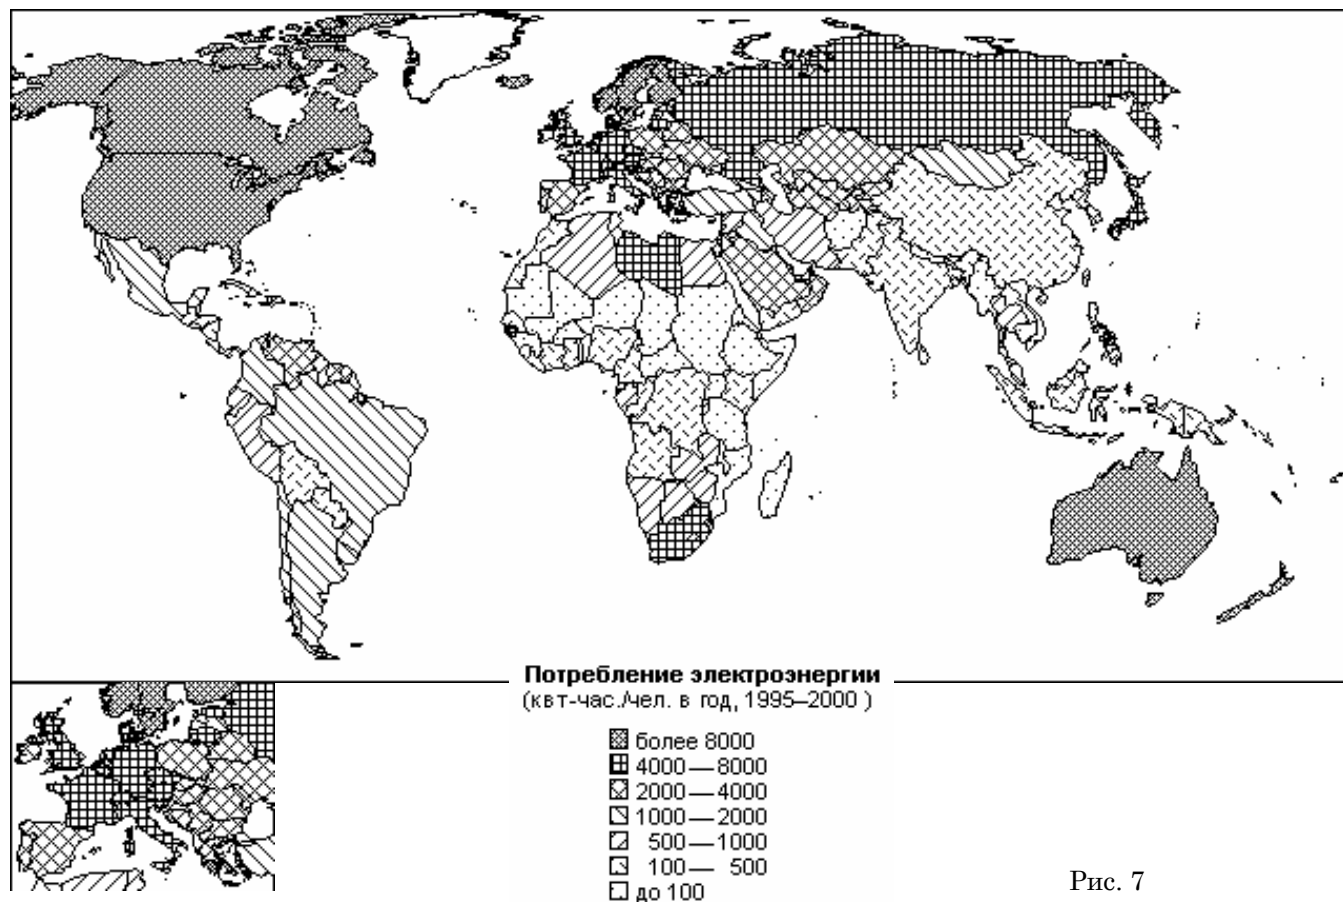 Потребление электроэнергии
(квт-час./чел. в год, 1995–2000 )
более 8000
4000—8000
2000—4000
1000—2000
500—1000
100— 500
до 100
Рис. 7